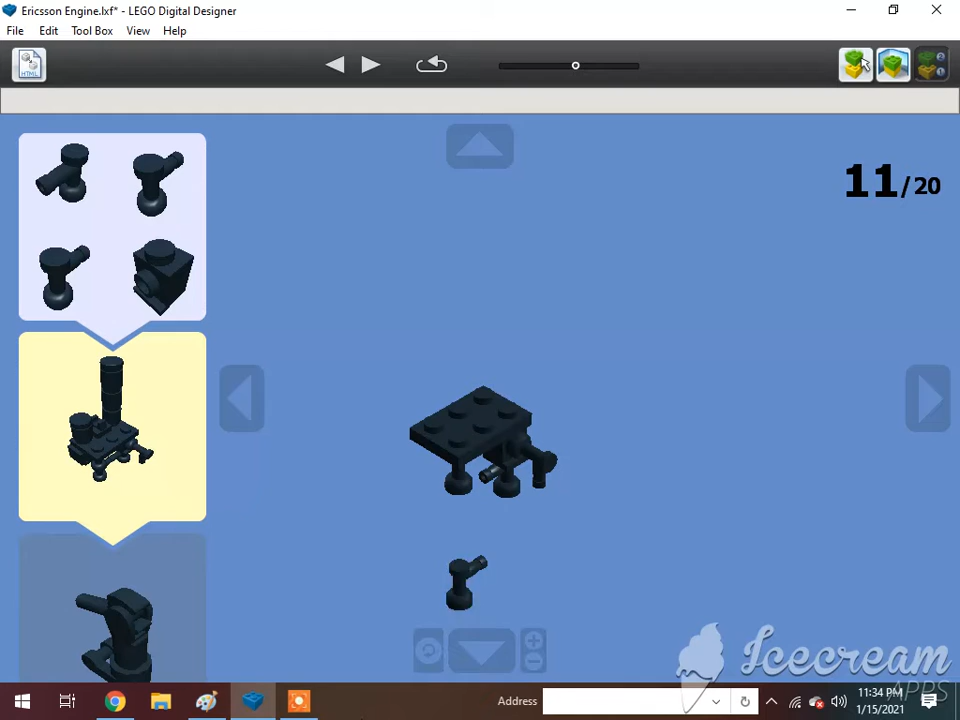 Ericsson Engine.lxf* - LEGO Digital Designer
File Edit Tool Box View Help
HTML
11/20
Icecream
APPS
Address
11:34 PM
1/15/2021